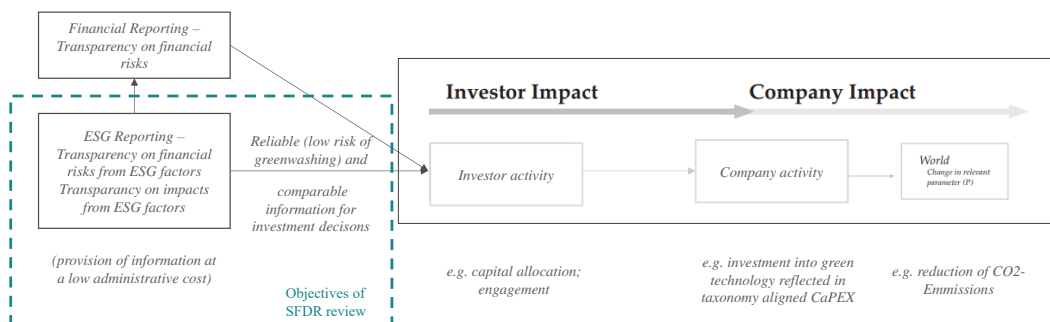 Financial Reporting –
Transparency on financial
risks
ESG Reporting –
Transparency on financial
risks from ESG factors
Transparancy on impacts
from ESG factors
(provision of information at
a low administrative cost)
Reliable (low risk of
greenwashing) and
comparable
information for
investment decisons
Objectives of
SFDR review
Investor Impact
Company Impact
Investor activity
Company activity
World
Change in relevant
parameter (P)
e.g. capital allocation;
engagement
e.g. investment into green
technology reflected in
taxonomy aligned CaPEX
e.g. reduction of CO2-
Emmissions